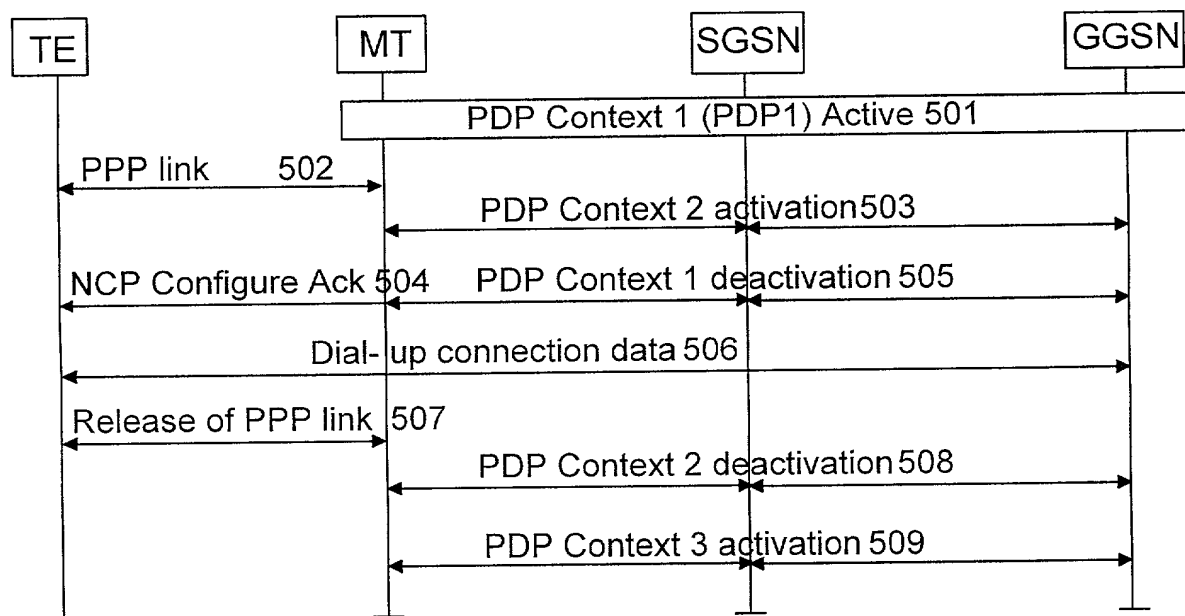 TE
MT
SGSN
GGSN
PDP Context 1 (PDP1) Active 501
PPP link 502
PDP Context 2 activation 503
NCP Configure Ack 504
PDP Context 1 deactivation 505
Dial- up connection data 506
Release of PPP link 507
PDP Context 2 deactivation 508
PDP Context 3 activation 509